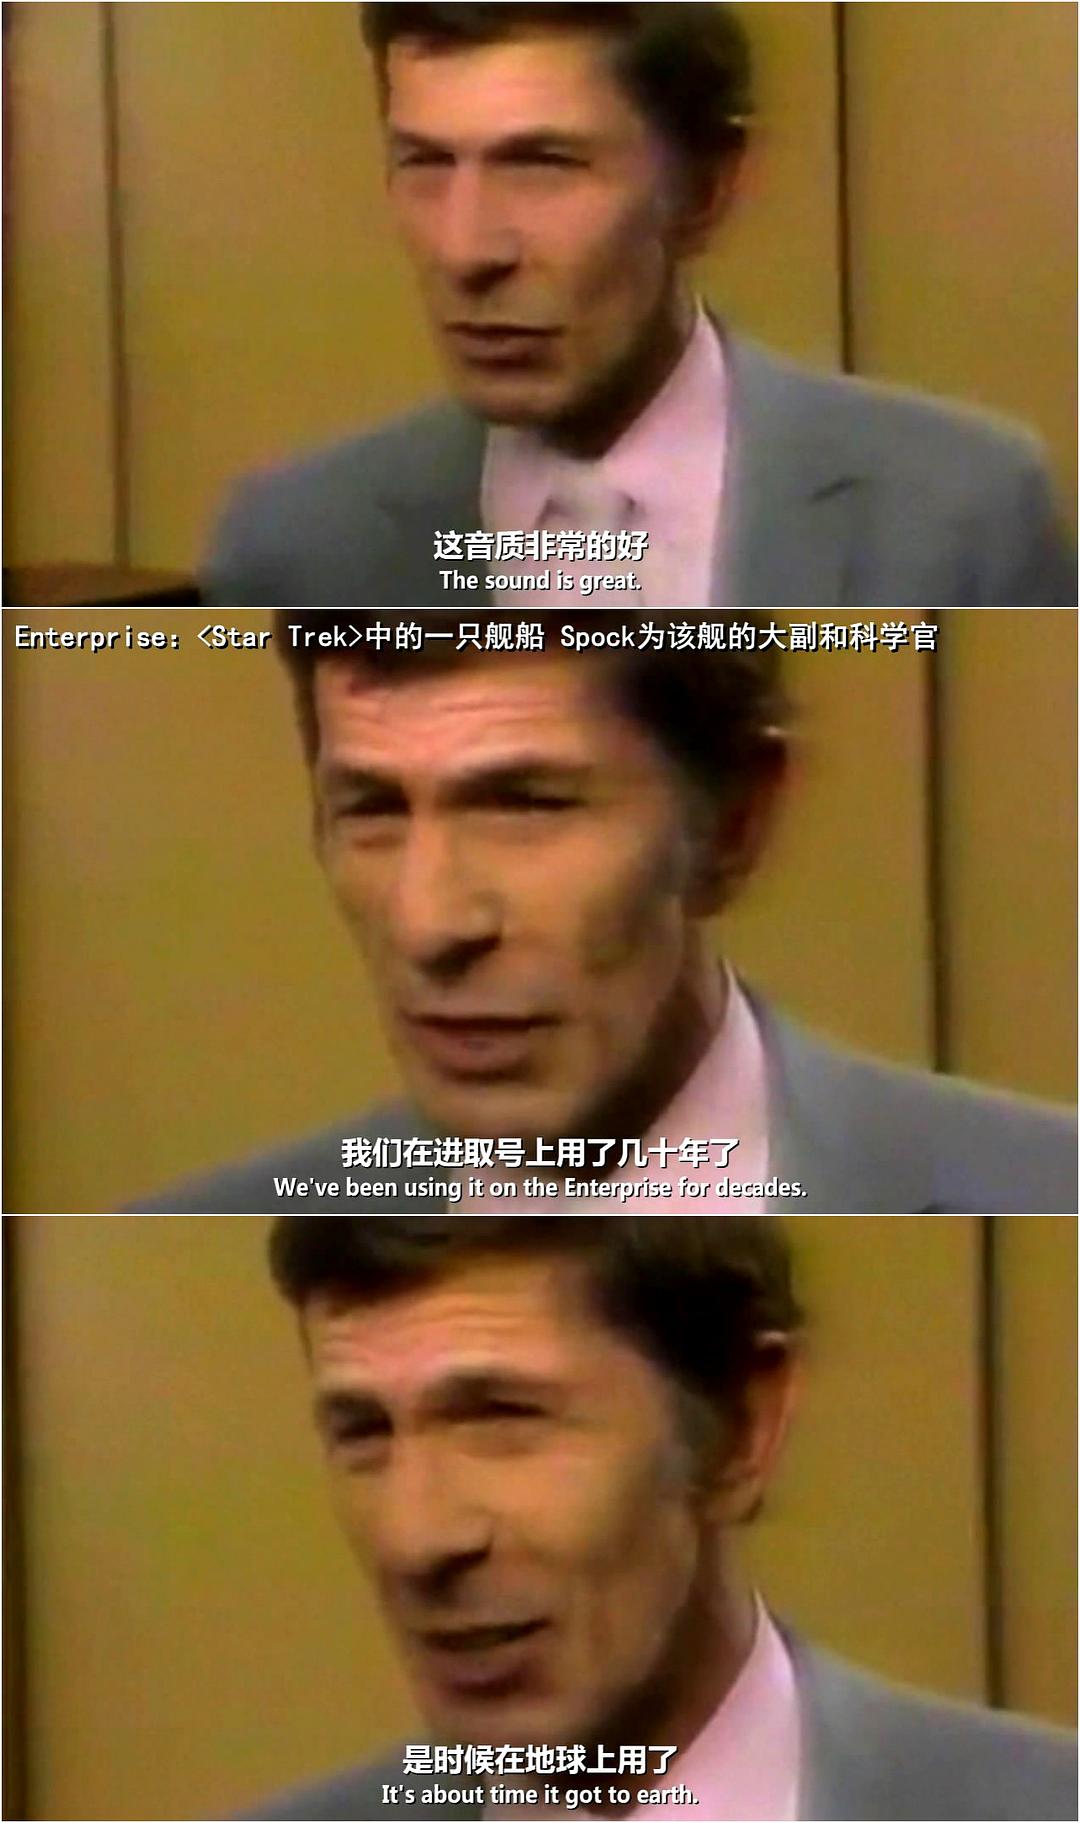 这音质非常的好
The sound is great.
Enterprise：<Star Trek>中的一只舰船 Spock为该舰的大副和科学官
我们在进取号上用了几十年了
We've been using it on the Enterprise for decades.
是时候在地球上用了
It's about time it got to earth.